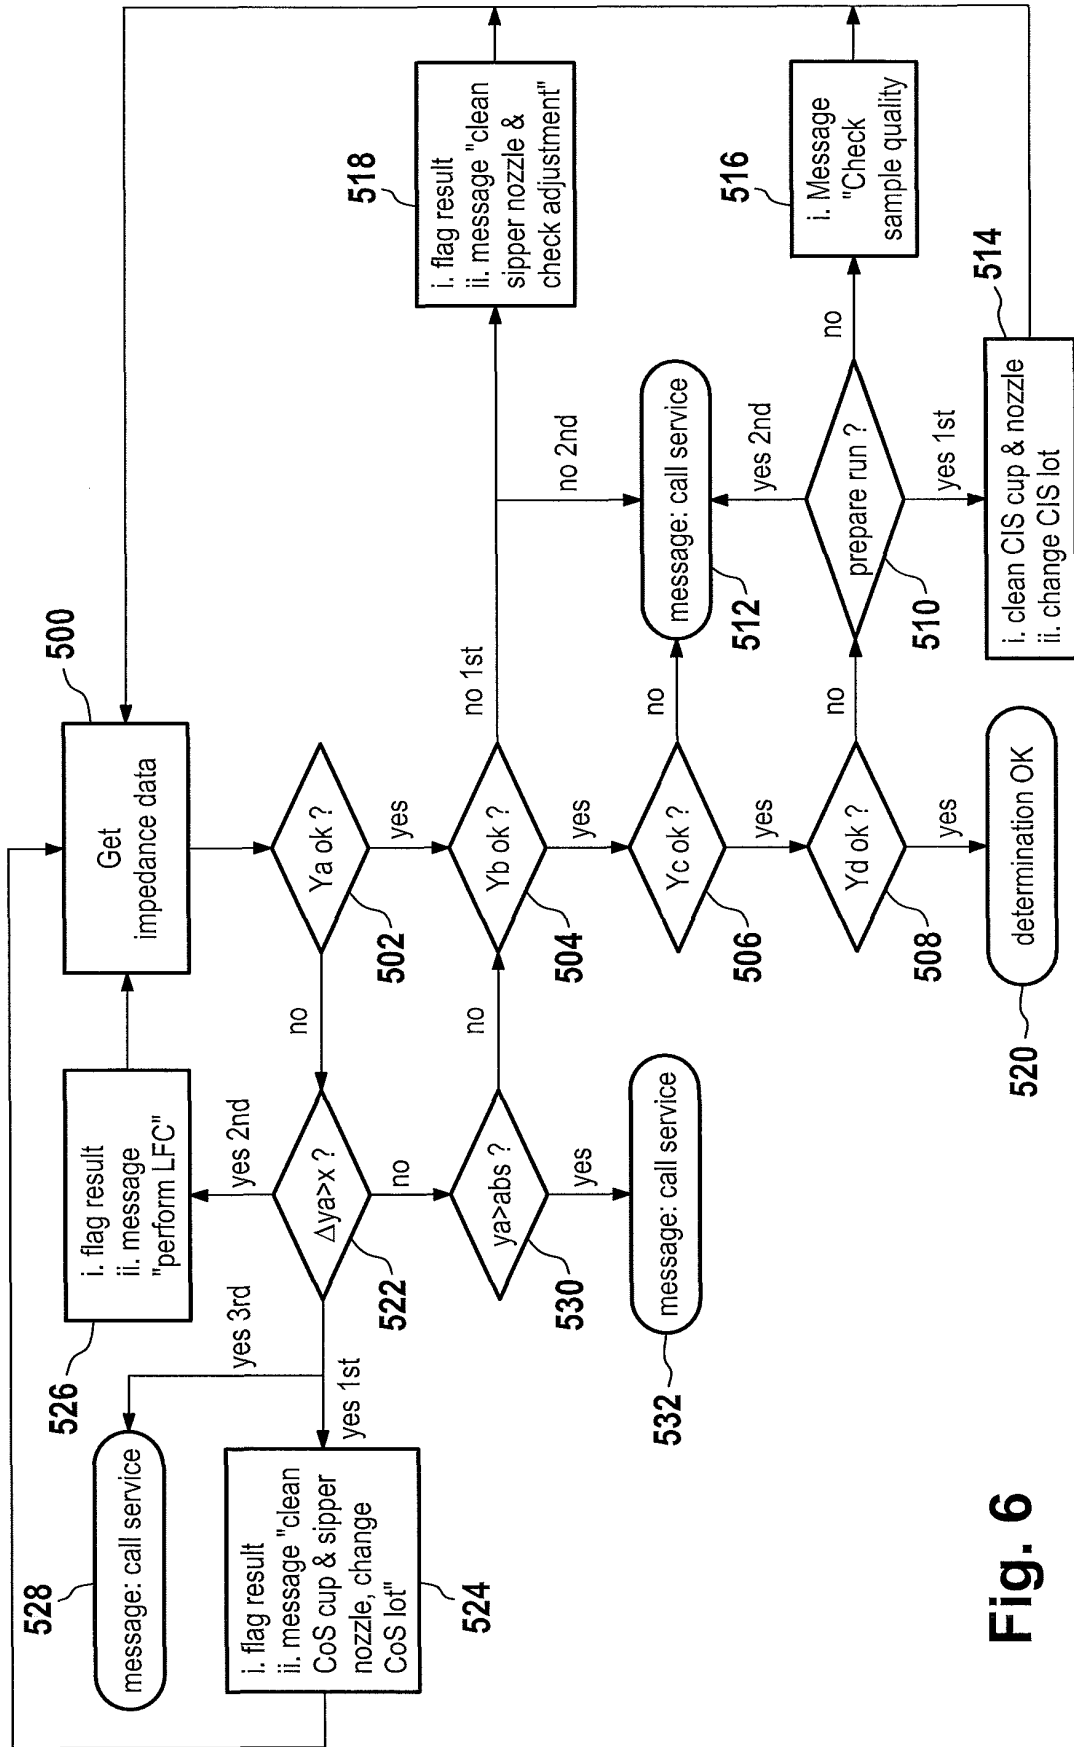 500
Get
impedance data
Ya ok ?
502
yes
no
Yb ok ?
504
yes
no 1st
no 2nd
Yc ok ?
506
yes
no
Yd ok ?
508
yes
no
determination OK
520
prepare run ?
510
no
yes 1st
yes 2nd
message: call service
512
518
i. flag result
ii. message "clean
sipper nozzle &
check adjustment"
516
i. Message
"Check
sample quality
514
i. clean CIS cup & nozzle
ii. change CIS lot
Δya>x ?
522
no
yes 2nd
yes 3rd
yes 1st
i. flag result
ii. message
"perform LFC"
526
message: call service
528
i. flag result
ii. message "clean
CoS cup & sipper
nozzle, change
CoS lot"
524
ya>abs ?
530
no
yes
message: call service
532
Fig. 6